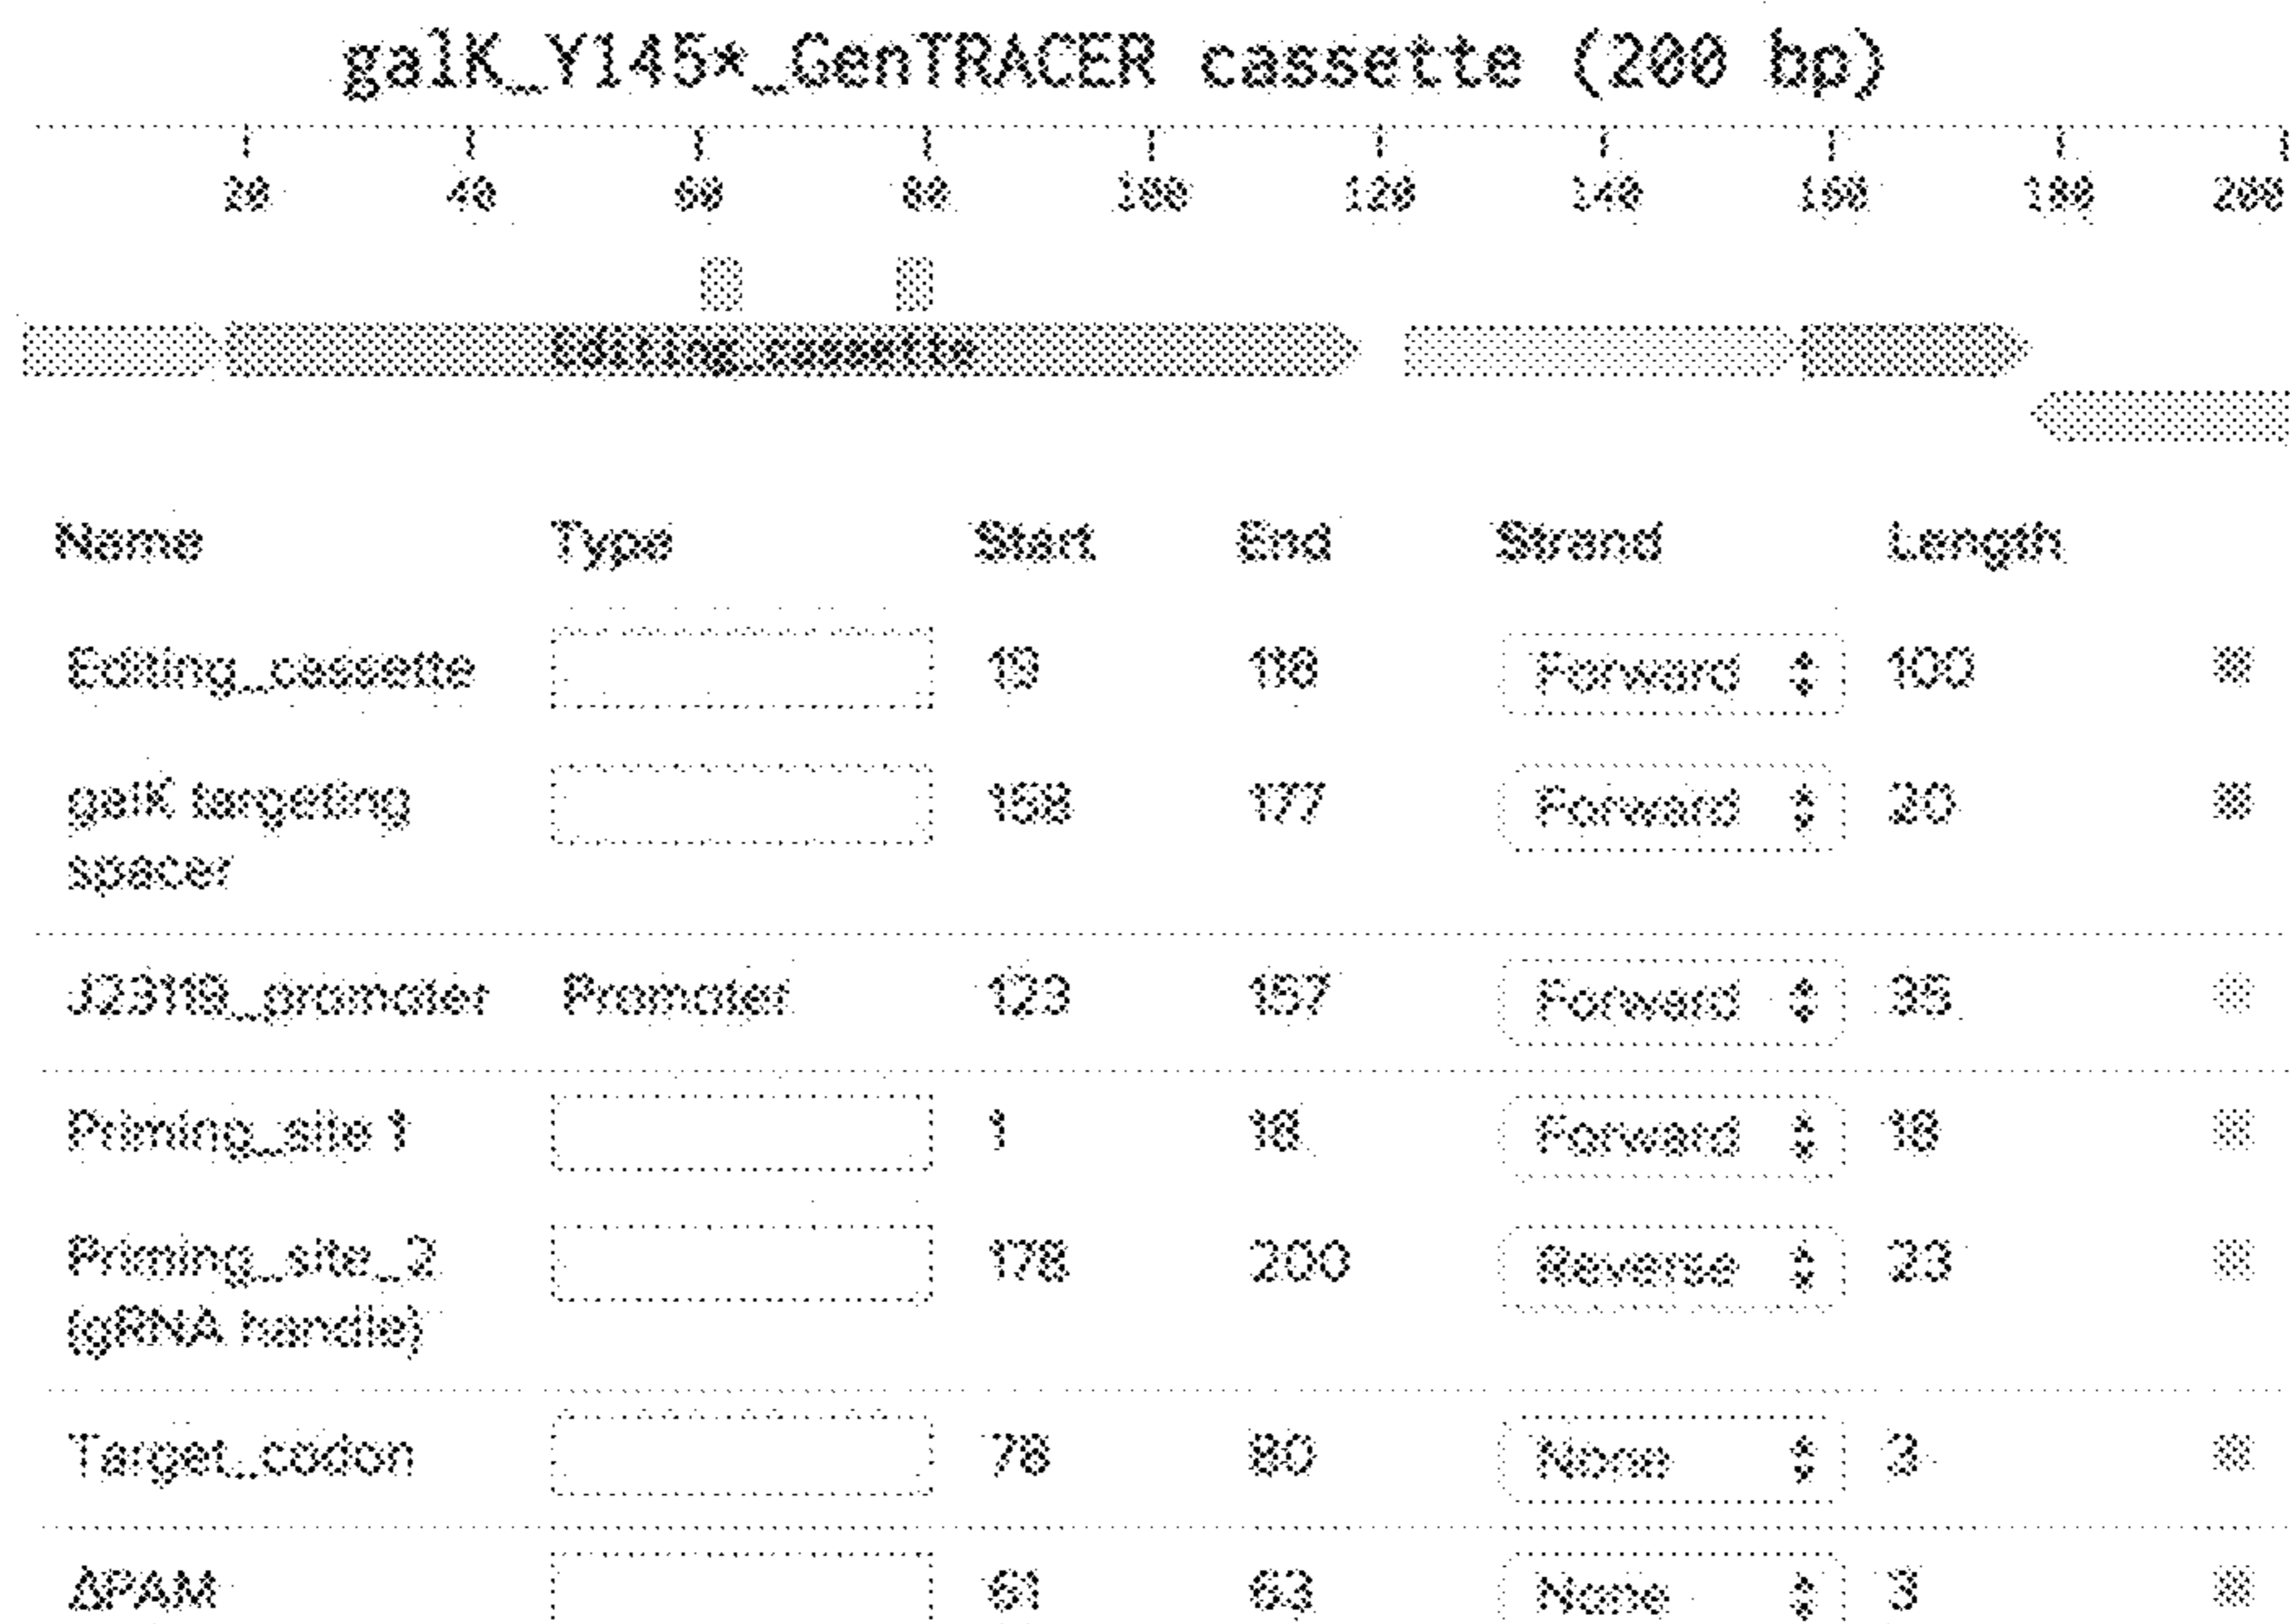 galK_Y145*_GenTRACER cassette (200 bp)
20 40 60 80 100 120 140 160 180 200
Editing_cassette
Name Type Start End Strand Length
Editing_cassette 19 118 Forward 100
galK targeting 158 177 Forward 20
spacer
J23119_promoter Promoter 123 157 Forward 35
Priming_site 1 1 18 Forward 18
Priming_site_2 178 200 Reverse 23
(gRNA handle)
Target_codon 78 80 None 3
ΔPAM 61 63 None 3